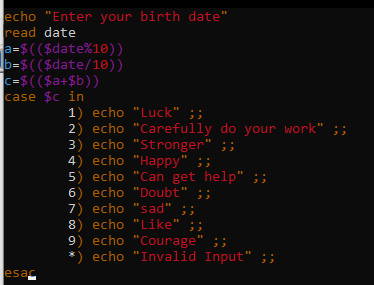 echo "Enter your birth date"
read date
a=$(($date%10))
b=$(($date/10))
c=$(($a+$b))
case $c in
1) echo "Luck" ;;
2) echo "Carefully do your work" ;;
3) echo "Stronger" ;;
4) echo "Happy" ;;
5) echo "Can get help" ;;
6) echo "Doubt" ;;
7) echo "sad" ;;
8) echo "Like" ;;
9) echo "Courage" ;;
*) echo "Invalid Input" ;;
esac